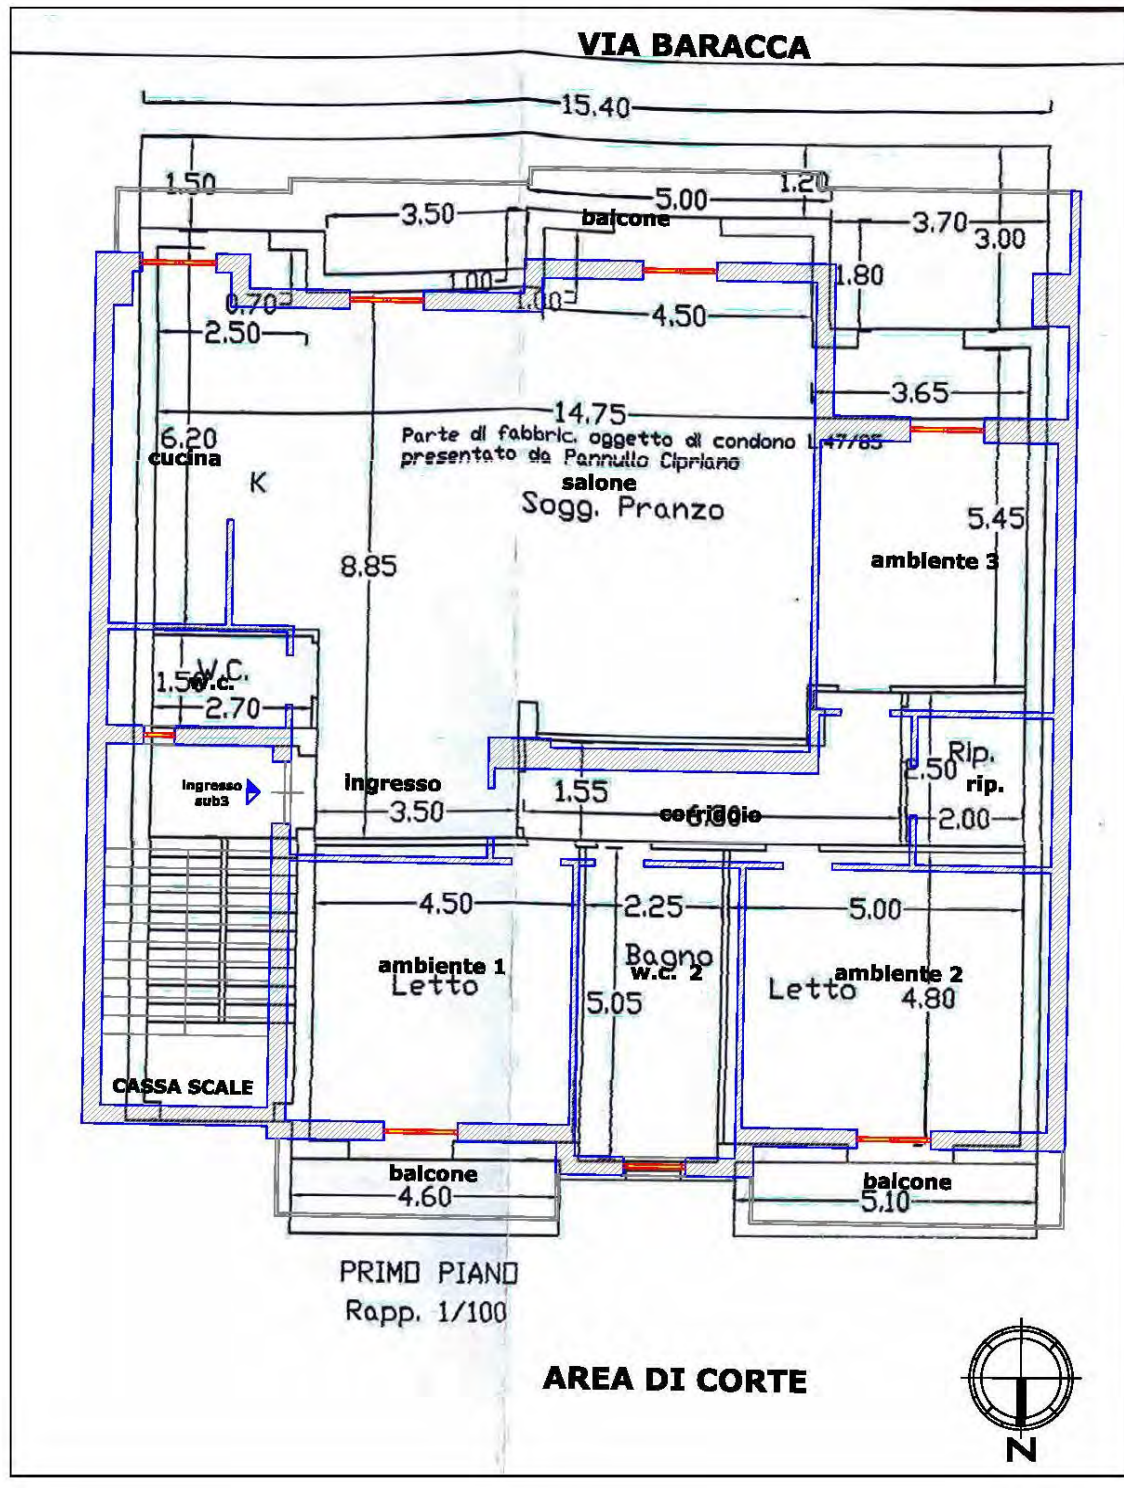 VIA BARACCA
15.40
1.50
1.20
5.00
3.50
balcone
3.70
3.00
1.00
1.80
0.70
1.00
4.50
2.50
3.65
14.75
6.20
cucina
Parte di fabbric. oggetto di condono L47/85
presentato da Pannullo Cipriano
K
salone
Sogg. Pranzo
5.45
8.85
ambiente 3
W.C.
1.50
w.c.
2.70
Rip.
2.50
rip.
ingresso
sub3
ingresso
1.55
3.50
corridoio
2.00
4.50
2.25
5.00
Bagno
ambiente 1
w.c. 2
ambiente 2
Letto
Letto
5.05
4.80
CASSA SCALE
balcone
4.60
balcone
5.10
PRIMO PIANO
Rapp. 1/100
AREA DI CORTE
N